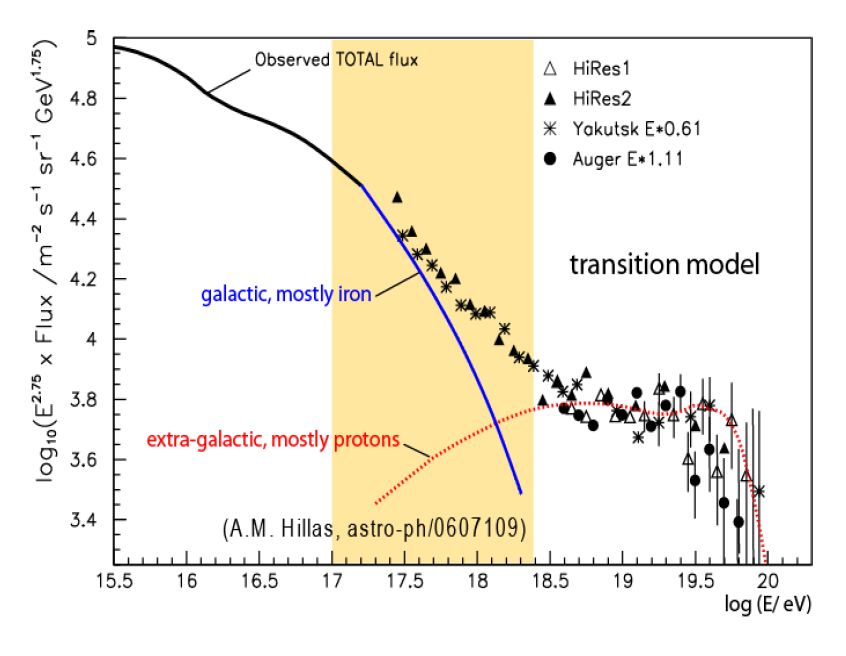 5
4.8
4.6
4.4
4.2
4
3.8
3.6
3.4
log₁₀(E²·⁷⁵ x Flux /m⁻² s⁻¹ sr⁻¹ GeV¹·⁷⁵)
Observed TOTAL flux
HiRes1
HiRes2
Yakutsk E*0.61
Auger E*1.11
transition model
galactic, mostly iron
extra-galactic, mostly protons
(A.M. Hillas, astro-ph/0607109)
15.5 16 16.5 17 17.5 18 18.5 19 19.5 20
log (E/ eV)